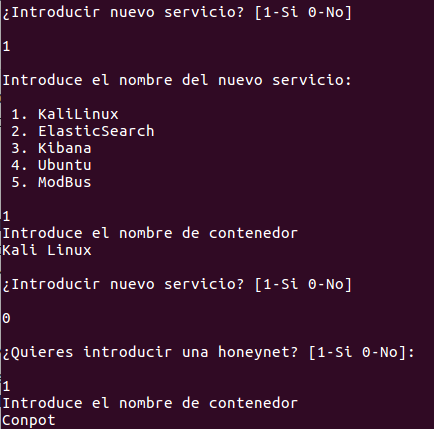 ¿Introducir nuevo servicio? [1-Si 0-No]
1
Introduce el nombre del nuevo servicio:
1. KaliLinux
2. ElasticSearch
3. Kibana
4. Ubuntu
5. ModBus
1
Introduce el nombre de contenedor
Kali Linux
¿Introducir nuevo servicio? [1-Si 0-No]
0
¿Quieres introducir una honeynet? [1-Si 0-No]:
1
Introduce el nombre de contenedor
Conpot